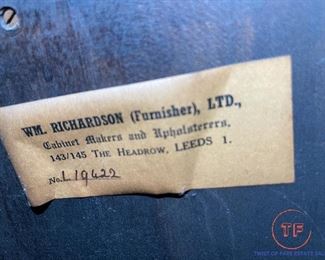 WM. RICHARDSON (Furnisher), LTD.,
Cabinet Makers and Upholsterers,
143/145 THE HEADROW, LEEDS 1.
No. L 19422
TF
TWIST OF FATE ESTATE SALES